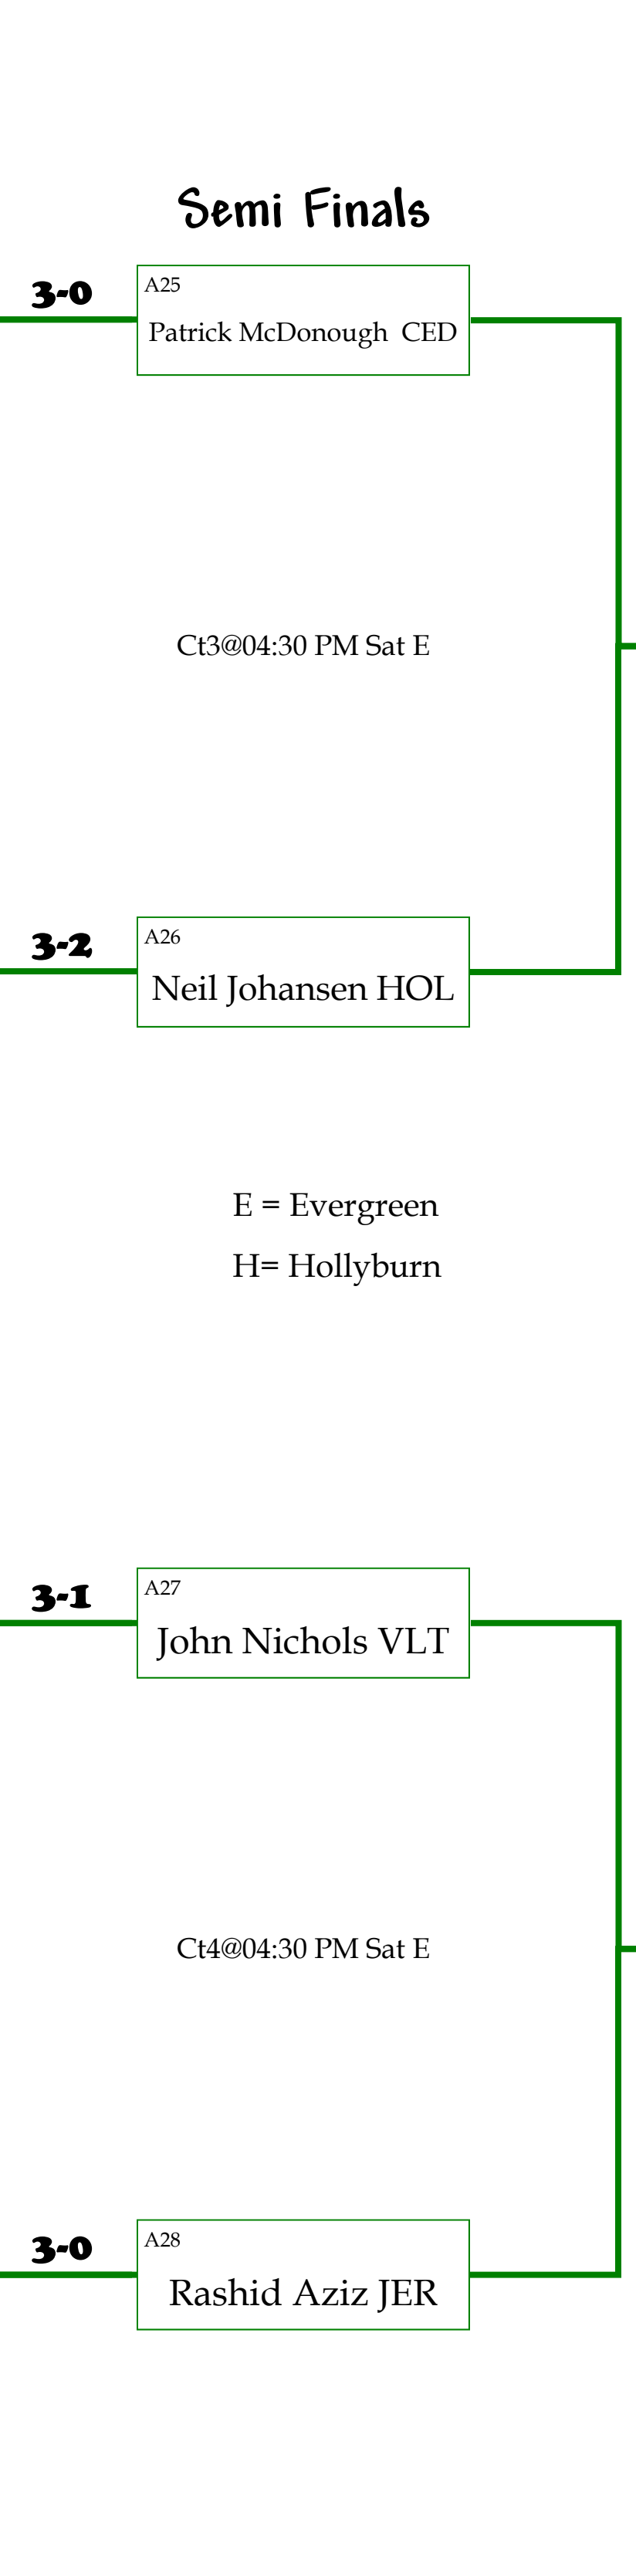 Semi Finals
3-0
A25
Patrick McDonough  CED
Ct3@04:30 PM Sat E
3-2
A26
Neil Johansen HOL
E = Evergreen
H= Hollyburn
3-1
A27
John Nichols VLT
Ct4@04:30 PM Sat E
3-0
A28
Rashid Aziz JER